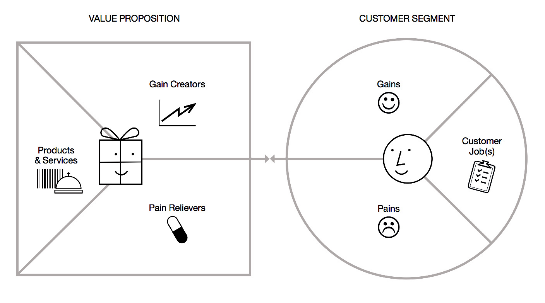 VALUE PROPOSITION
CUSTOMER SEGMENT
Gain Creators
Gains
Products
& Services
Customer
Job(s)
Pain Relievers
Pains